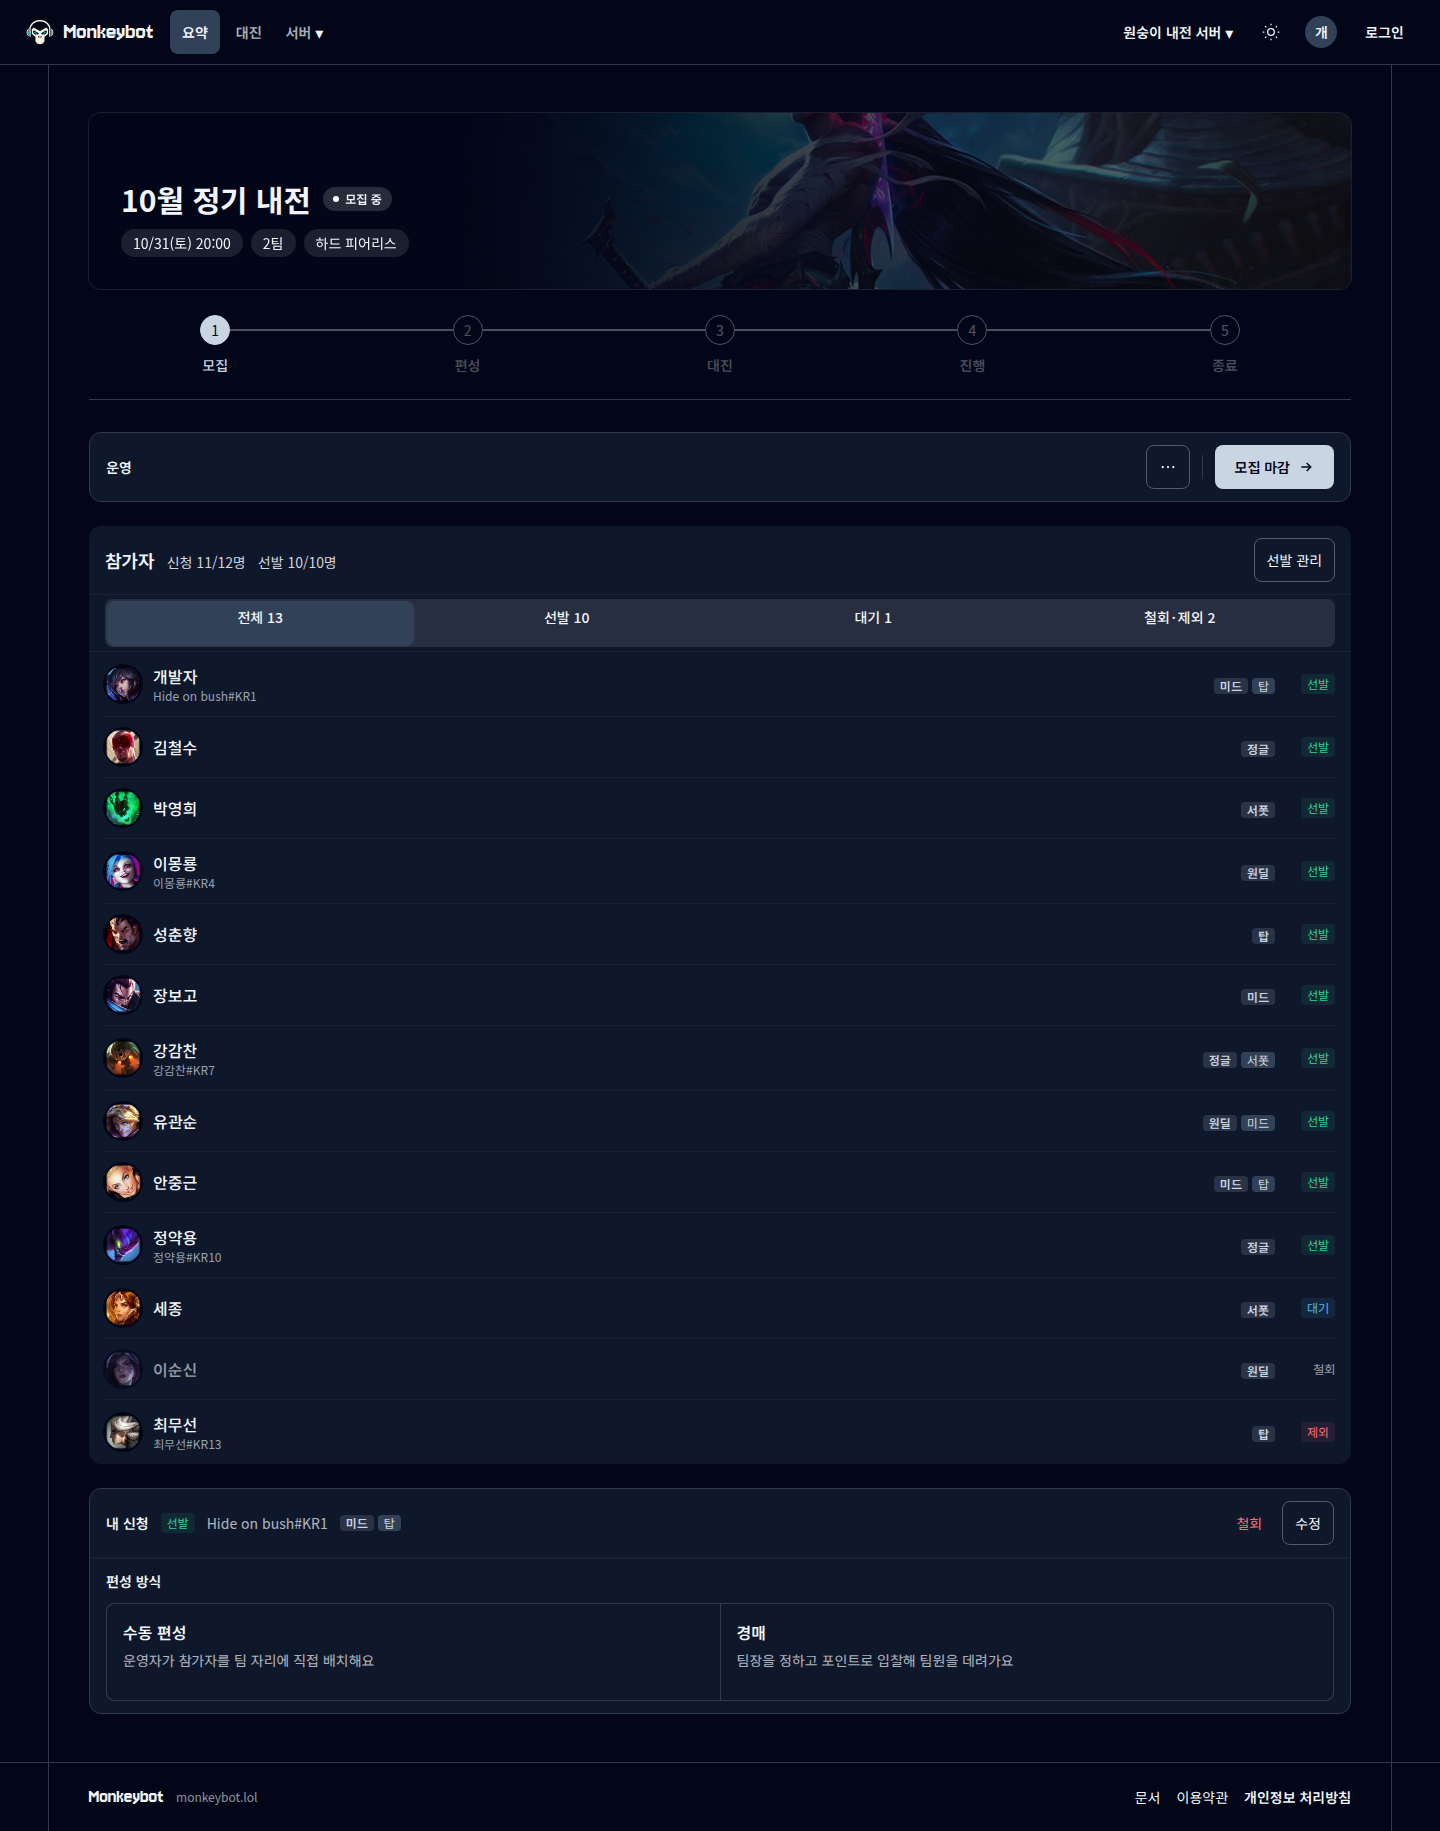 Monkeybot 요약 대진 서버 ▾ 원숭이 내전 서버 ▾ 개 로그인
10월 정기 내전 모집 중
10/31(토) 20:00 2팀 하드 피어리스
1 2 3 4 5
모집 편성 대진 진행 종료
운영 ··· 모집 마감 →
참가자 신청 11/12명 선발 10/10명 선발 관리
전체 13 선발 10 대기 1 철회·제외 2
개발자
Hide on bush#KR1 미드 탑 선발
김철수 정글 선발
박영희 서폿 선발
이몽룡
이몽룡#KR4 원딜 선발
성춘향 탑 선발
장보고 미드 선발
강감찬
강감찬#KR7 정글 서폿 선발
유관순 원딜 미드 선발
안중근 미드 탑 선발
정약용
정약용#KR10 정글 선발
세종 서폿 대기
이순신 원딜 철회
최무선
최무선#KR13 탑 제외
내 신청 선발 Hide on bush#KR1 미드 탑 철회 수정
편성 방식
수동 편성 경매
운영자가 참가자를 팀 자리에 직접 배치해요 팀장을 정하고 포인트로 입찰해 팀원을 데려가요
Monkeybot monkeybot.lol 문서 이용약관 개인정보 처리방침